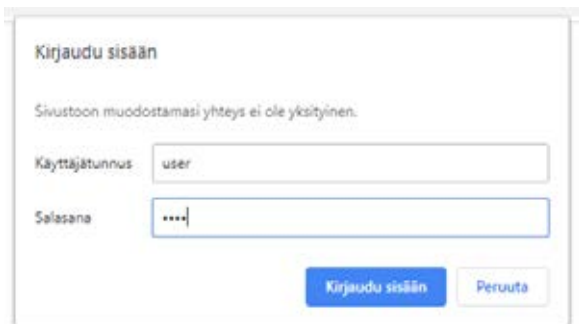 Kirjaudu sisään
Sivustoon muodostamasi yhteys ei ole yksityinen.
Käyttäjätunnus user
Salasana ••••
Kirjaudu sisään Peruuta